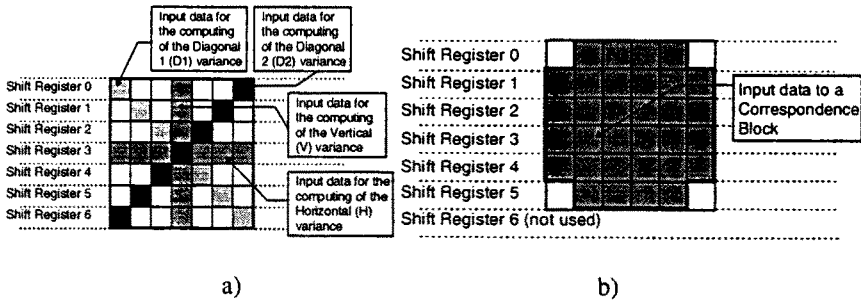 Input data for
the computing
of the Diagonal
1 (D1) variance
Input data for
the computing
of the Diagonal
2 (D2) variance
Shift Register 0
Shift Register 1
Shift Register 2
Shift Register 3
Shift Register 4
Shift Register 5
Shift Register 6
Input data for
the computing
of the Vertical
(V) variance
Input data for the
computing of the
Horizontal (H)
variance
a)
Shift Register 0
Shift Register 1
Shift Register 2
Shift Register 3
Shift Register 4
Shift Register 5
Shift Register 6 (not used)
Input data to a
Correspondence
Block
b)